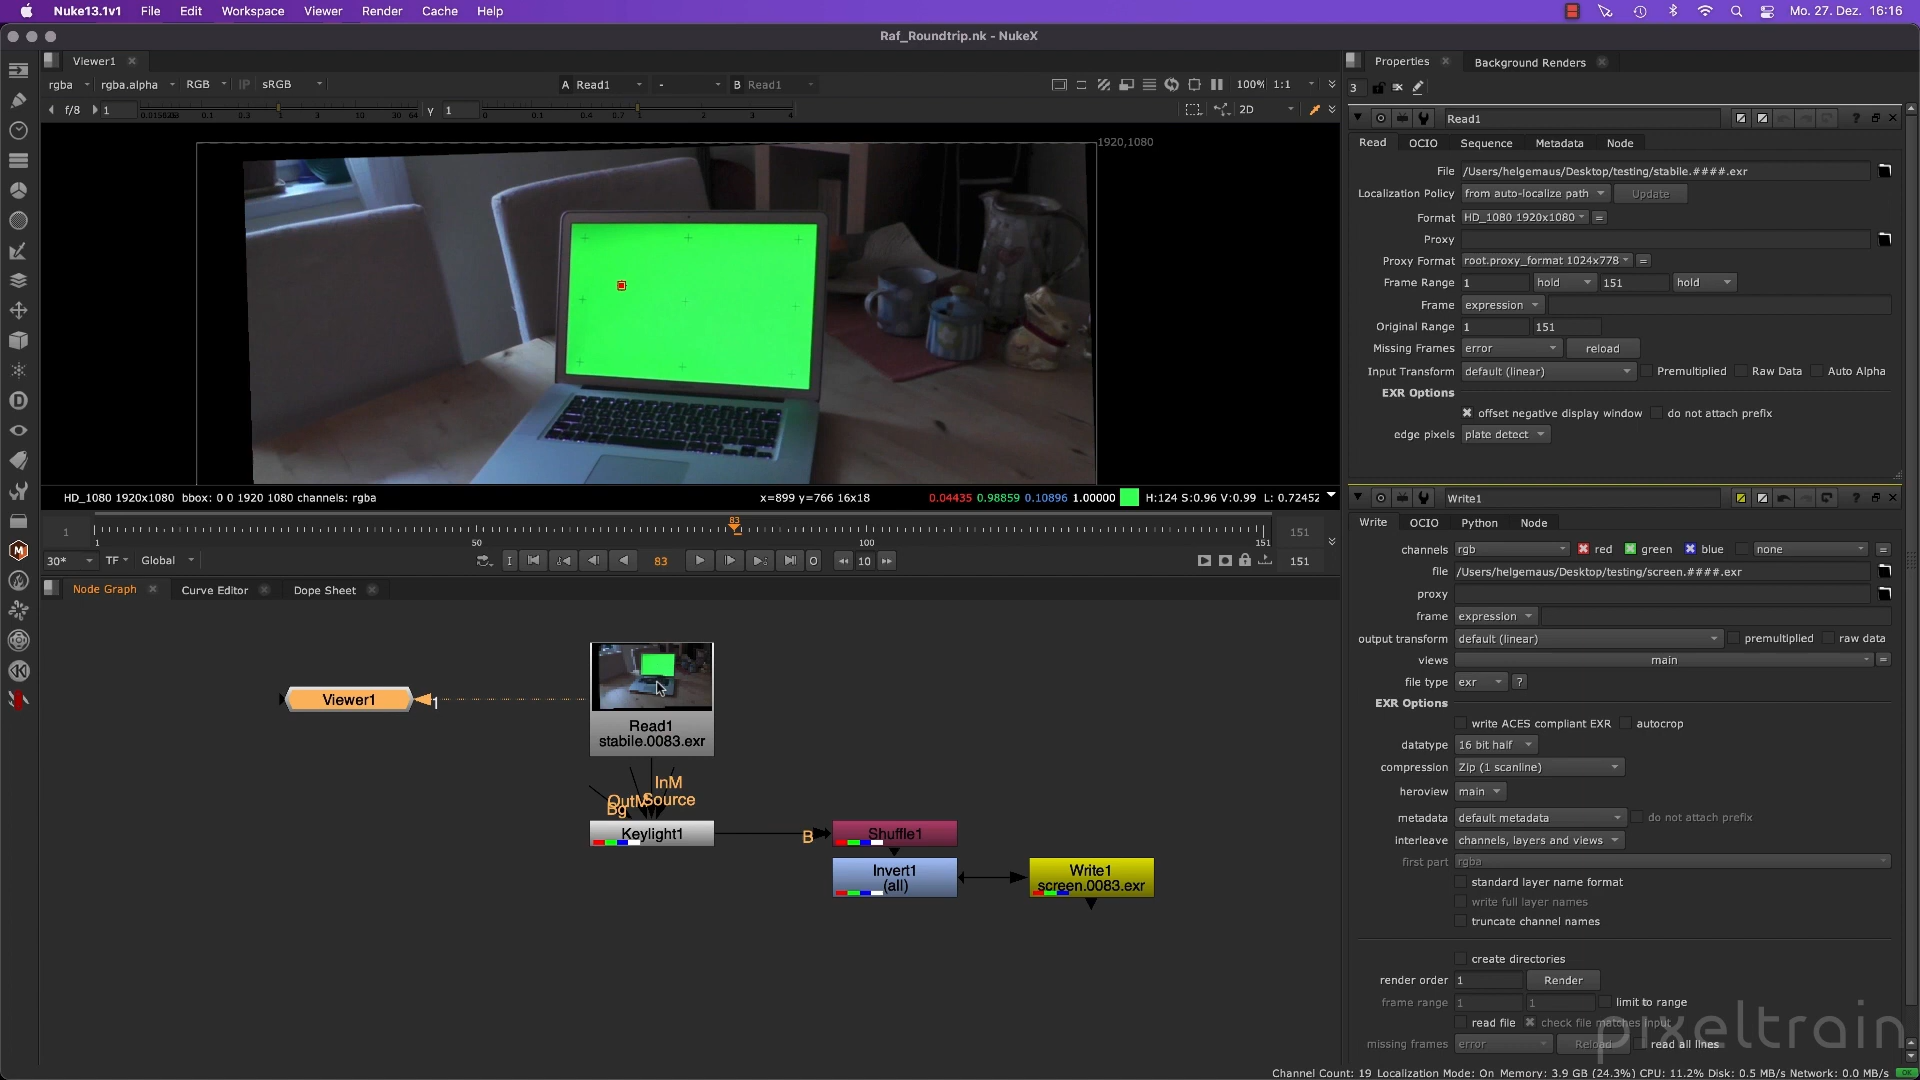 Nuke13.1v1 File Edit Workspace Viewer Render Cache Help Mo. 27. Dez. 16:16
Raf_Roundtrip.nk - NukeX
Viewer1
rgba rgba.alpha RGB IP sRGB A Read1 - B Read1 100% 1:1
f/8 1 γ 1 2D
1920,1080
HD_1080 1920x1080 bbox: 0 0 1920 1080 channels: rgba x=899 y=766 16x18 0.04435 0.98859 0.10896 1.00000 H:124 S:0.96 V:0.99 L: 0.72452
83
1 151
1 50 100 151
30* TF Global I 83 O 10 151
Node Graph Curve Editor Dope Sheet
Viewer1
1
Read1
stabile.0083.exr
InM
OutM Source
Bg
Keylight1
B
Shuffle1
Invert1
(all)
Write1
screen.0083.exr
Properties Background Renders
3
Read1
Read OCIO Sequence Metadata Node
File /Users/helgemaus/Desktop/testing/stabile.####.exr
Localization Policy from auto-localize path Update
Format HD_1080 1920x1080 =
Proxy
Proxy Format root.proxy_format 1024x778 =
Frame Range 1 hold 151 hold
Frame expression
Original Range 1 151
Missing Frames error reload
Input Transform default (linear) Premultiplied Raw Data Auto Alpha
EXR Options
offset negative display window do not attach prefix
edge pixels plate detect
Write1
Write OCIO Python Node
channels rgb red green blue none =
file /Users/helgemaus/Desktop/testing/screen.####.exr
proxy
frame expression
output transform default (linear) premultiplied raw data
views main =
file type exr ?
EXR Options
write ACES compliant EXR autocrop
datatype 16 bit half
compression Zip (1 scanline)
heroview main
metadata default metadata do not attach prefix
interleave channels, layers and views
first part rgba
standard layer name format
write full layer names
truncate channel names
create directories
render order 1 Render
frame range 1 1 limit to range
read file check file matches input
missing frames error Reload read all lines
pixeltrain
Channel Count: 19 Localization Mode: On Memory: 3.9 GB (24.3%) CPU: 11.2% Disk: 0.5 MB/s Network: 0.0 MB/s OK